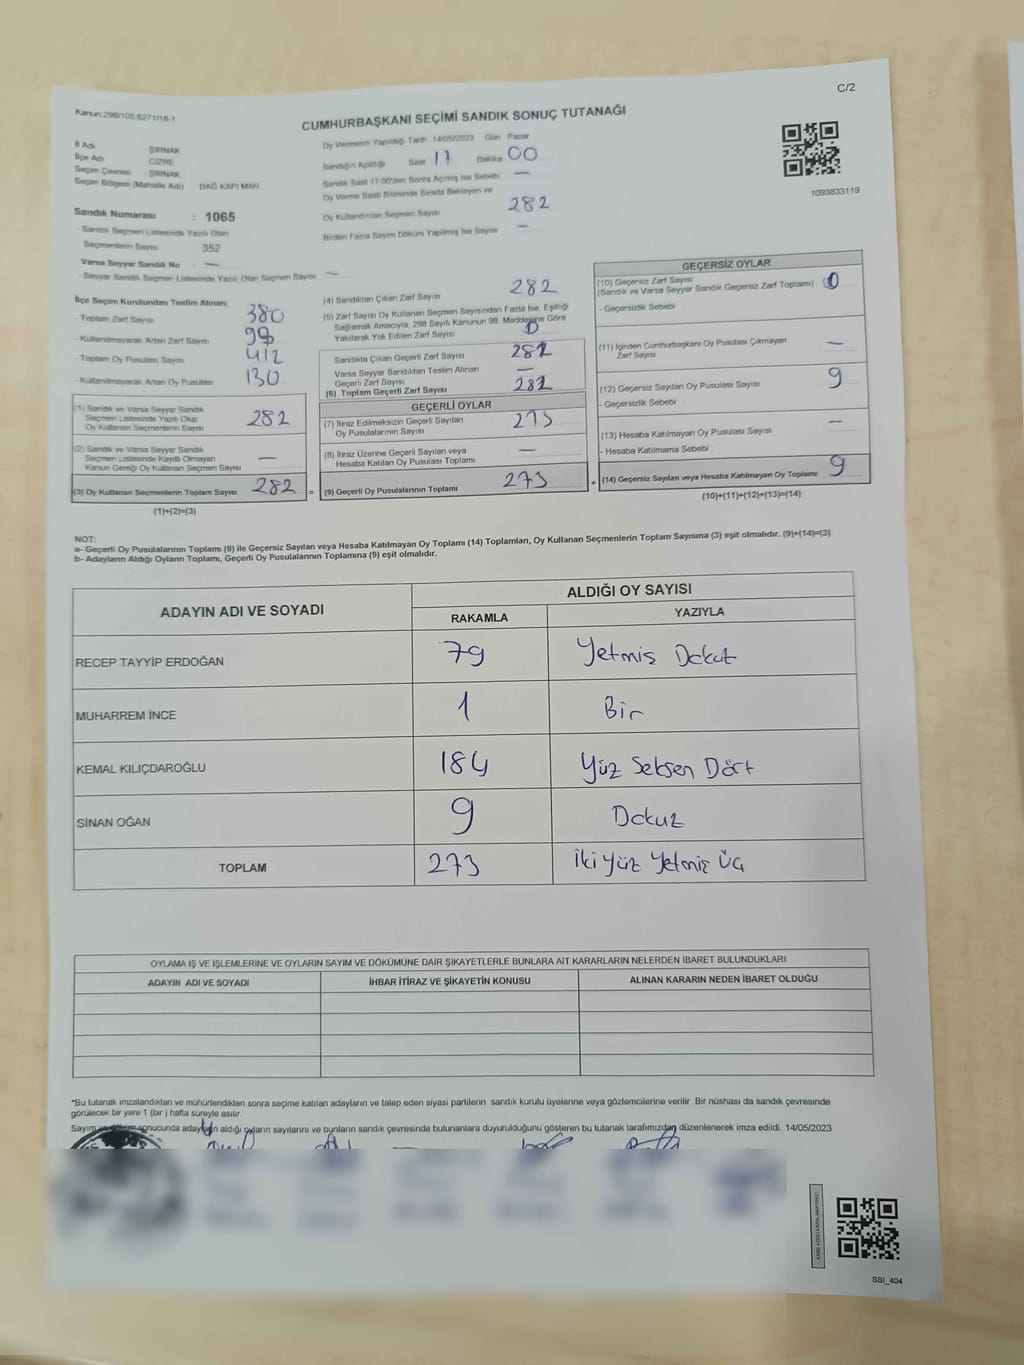 C/2
Kanun:298/105;6271/18-1
CUMHURBAŞKANI SEÇİMİ SANDIK SONUÇ TUTANAĞI
1093833119
İl Adı : ŞIRNAK
İlçe Adı : CİZRE
Seçim Çevresi : ŞIRNAK
Seçim Bölgesi (Mahalle Adı) DAĞ KAPI MAH
Sandık Numarası : 1065
- Sandık Seçmen Listesinde Yazılı Olan
Seçmenlerin Sayısı 352
Varsa Seyyar Sandık No : —
- Seyyar Sandık Seçmen Listesinde Yazılı Olan Seçmen Sayısı —
Oy Vermenin Yapıldığı Tarih :14/05/2023 Gün Pazar
Sandığın Açıldığı Saat 17 Dakika 00
Sandık Saat 17:00'den Sonra Açılmış İse Sebebi —
Oy Verme Saati Bitiminde Sırada Bekleyen ve
Oy Kullandırılan Seçmen Sayısı 282
Birden Fazla Sayım Döküm Yapılmış İse Sayısı —
İlçe Seçim Kurulundan Teslim Alınan;
- Toplam Zarf Sayısı 380
- Kullanılmayarak Artan Zarf Sayısı
- Toplam Oy Pusulası Sayısı 412
- Kullanılmayarak Artan Oy Pusulası 130
(1) Sandık ve Varsa Seyyar Sandık
Seçmen Listesinde Yazılı Olup
Oy Kullanan Seçmenlerin Sayısı 282
(2) Sandık ve Varsa Seyyar Sandık
Seçmen Listesinde Kayıtlı Olmayan
Kanun Gereği Oy Kullanan Seçmen Sayısı —
(3) Oy Kullanan Seçmenlerin Toplam Sayısı 282 =
(1)+(2)=(3)
(4) Sandıktan Çıkan Zarf Sayısı 282
(5) Zarf Sayısı Oy Kullanan Seçmen Sayısından Fazla İse, Eşitliği
Sağlamak Amacıyla, 298 Sayılı Kanunun 98. Maddesine Göre
Yakılarak Yok Edilen Zarf Sayısı 0
Sandıkta Çıkan Geçerli Zarf Sayısı 282
Varsa Seyyar Sandıktan Teslim Alınan
Geçerli Zarf Sayısı —
(6) Toplam Geçerli Zarf Sayısı 282
GEÇERLİ OYLAR
(7) İtiraz Edilmeksizin Geçerli Sayılan
Oy Pusulalarının Sayısı 273
(8) İtiraz Üzerine Geçerli Sayılan veya
Hesaba Katılan Oy Pusulası Toplamı —
(9) Geçerli Oy Pusulalarının Toplamı 273 +
GEÇERSİZ OYLAR
(10) Geçersiz Zarf Sayısı
(Sandık ve Varsa Seyyar Sandık Geçersiz Zarf Toplamı) 0
- Geçersizlik Sebebi :
(11) İçinden Cumhurbaşkanı Oy Pusulası Çıkmayan
Zarf Sayısı —
(12) Geçersiz Sayılan Oy Pusulası Sayısı 9
- Geçersizlik Sebebi :
(13) Hesaba Katılmayan Oy Pusulası Sayısı —
- Hesaba Katılmama Sebebi :
(14) Geçersiz Sayılan veya Hesaba Katılmayan Oy Toplamı 9
(10)+(11)+(12)+(13)=(14)
NOT:
a- Geçerli Oy Pusulalarının Toplamı (9) ile Geçersiz Sayılan veya Hesaba Katılmayan Oy Toplamı (14) Toplamları, Oy Kullanan Seçmenlerin Toplam Sayısına (3) eşit olmalıdır. (9)+(14)=(3)
b- Adayların Aldığı Oyların Toplamı, Geçerli Oy Pusulalarının Toplamına (9) eşit olmalıdır.
ADAYIN ADI VE SOYADI
ALDIĞI OY SAYISI
RAKAMLA YAZIYLA
RECEP TAYYİP ERDOĞAN 79 Yetmiş Dokuz
MUHARREM İNCE 1 Bir
KEMAL KILIÇDAROĞLU 184 Yüz Seksen Dört
SİNAN OĞAN 9 Dokuz
TOPLAM 273 İki Yüz Yetmiş Üç
OYLAMA İŞ VE İŞLEMLERİNE VE OYLARIN SAYIM VE DÖKÜMÜNE DAİR ŞİKAYETLERLE BUNLARA AİT KARARLARIN NELERDEN İBARET BULUNDUKLARI
ADAYIN ADI VE SOYADI İHBAR İTİRAZ VE ŞİKAYETİN KONUSU ALINAN KARARIN NEDEN İBARET OLDUĞU
*Bu tutanak imzalandıktan ve mühürlendikten sonra seçime katılan adayların ve talep eden siyasi partilerin sandık kurulu üyelerine veya gözlemcilerine verilir .Bir nüshası da sandık çevresinde
görülecek bir yere 1 (bir ) hafta süreyle asılır.
Sayım ve döküm sonucunda adayların aldığı oyların sayılarını ve bunların sandık çevresinde bulunanlara duyurulduğunu gösteren bu tutanak tarafımızdan düzenlenerek imza edildi. 14/05/2023
SSI_404